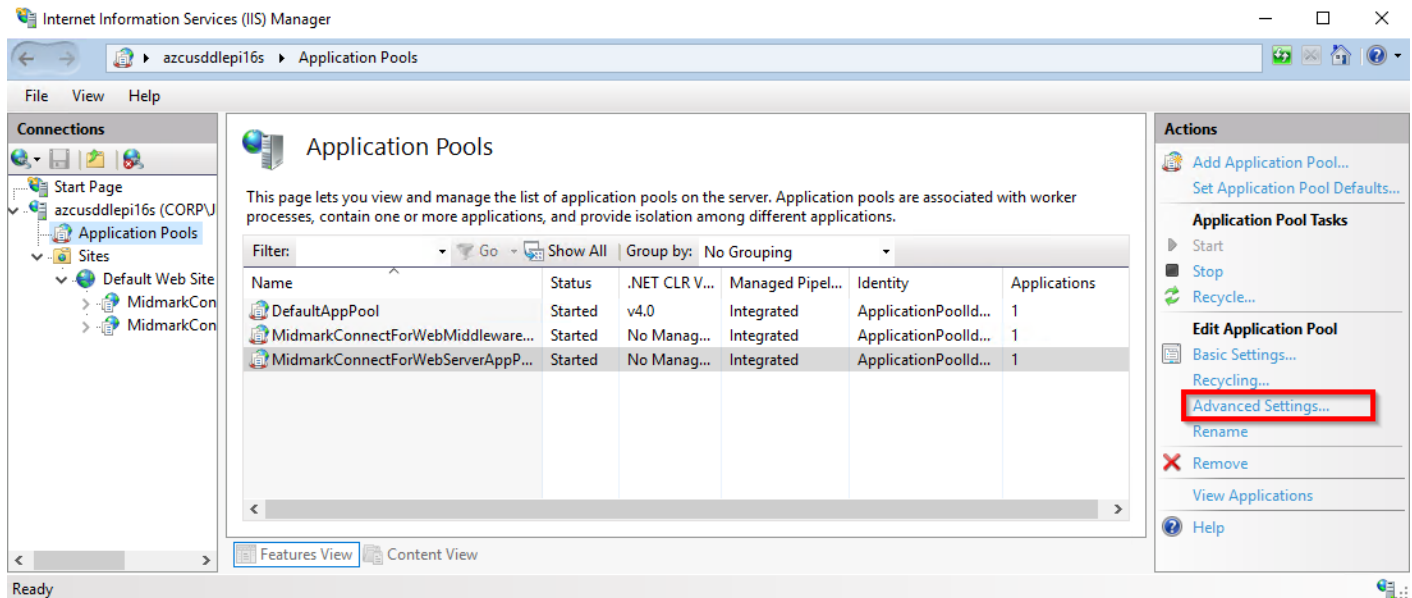 Internet Information Services (IIS) Manager
azcusddlepi16s
Application Pools
File View Help
Connections
Start Page
azcusddlepi16s (CORP\J
Application Pools
Sites
Default Web Site
MidmarkCon
MidmarkCon
Application Pools
This page lets you view and manage the list of application pools on the server. Application pools are associated with worker
processes, contain one or more applications, and provide isolation among different applications.
Filter: Go Show All Group by: No Grouping
Name Status .NET CLR V... Managed Pipel... Identity Applications
DefaultAppPool Started v4.0 Integrated ApplicationPoolId... 1
MidmarkConnectForWebMiddleware... Started No Manag... Integrated ApplicationPoolId... 1
MidmarkConnectForWebServerAppP... Started No Manag... Integrated ApplicationPoolId... 1
Features View Content View
Actions
Add Application Pool...
Set Application Pool Defaults...
Application Pool Tasks
Start
Stop
Recycle...
Edit Application Pool
Basic Settings...
Recycling...
Advanced Settings...
Rename
Remove
View Applications
Help
Ready